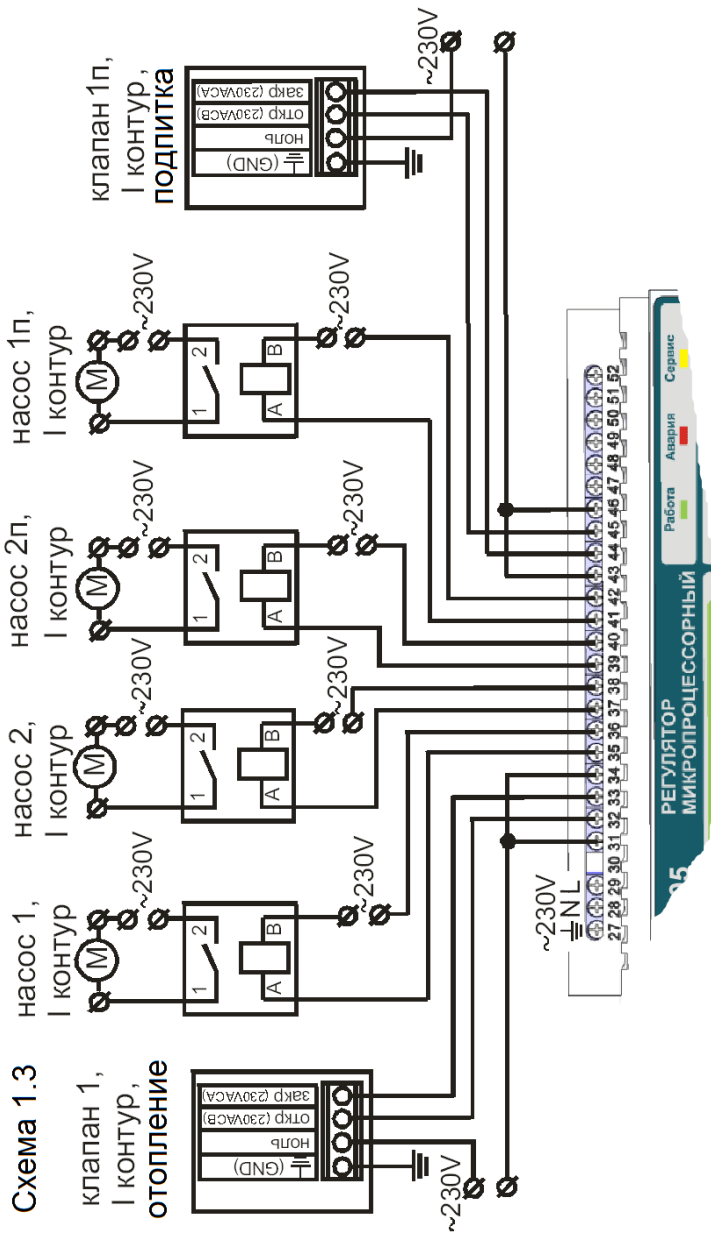 Схема 1.3
клапан 1,
I контур,
отопление
насос 1,
I контур
насос 2,
I контур
насос 2п,
I контур
насос 1п,
I контур
клапан 1п,
I контур,
подпитка
(GND)
ноль
откр (230VACB)
закр (230VACA)
~230V
M
~230V
1 2
A B
~230V
M
~230V
1 2
A B
~230V
M
~230V
1 2
A B
~230V
M
~230V
1 2
A B
~230V
(GND)
ноль
откр (230VACB)
закр (230VACA)
~230V
~230V
N L
27 28 29 30 31 32 33 34 35 36 37 38 39 40 41 42 43 44 45 46 47 48 49 50 51 52
95
РЕГУЛЯТОР
МИКРОПРОЦЕССОРНЫЙ
Работа
Авария
Сервис